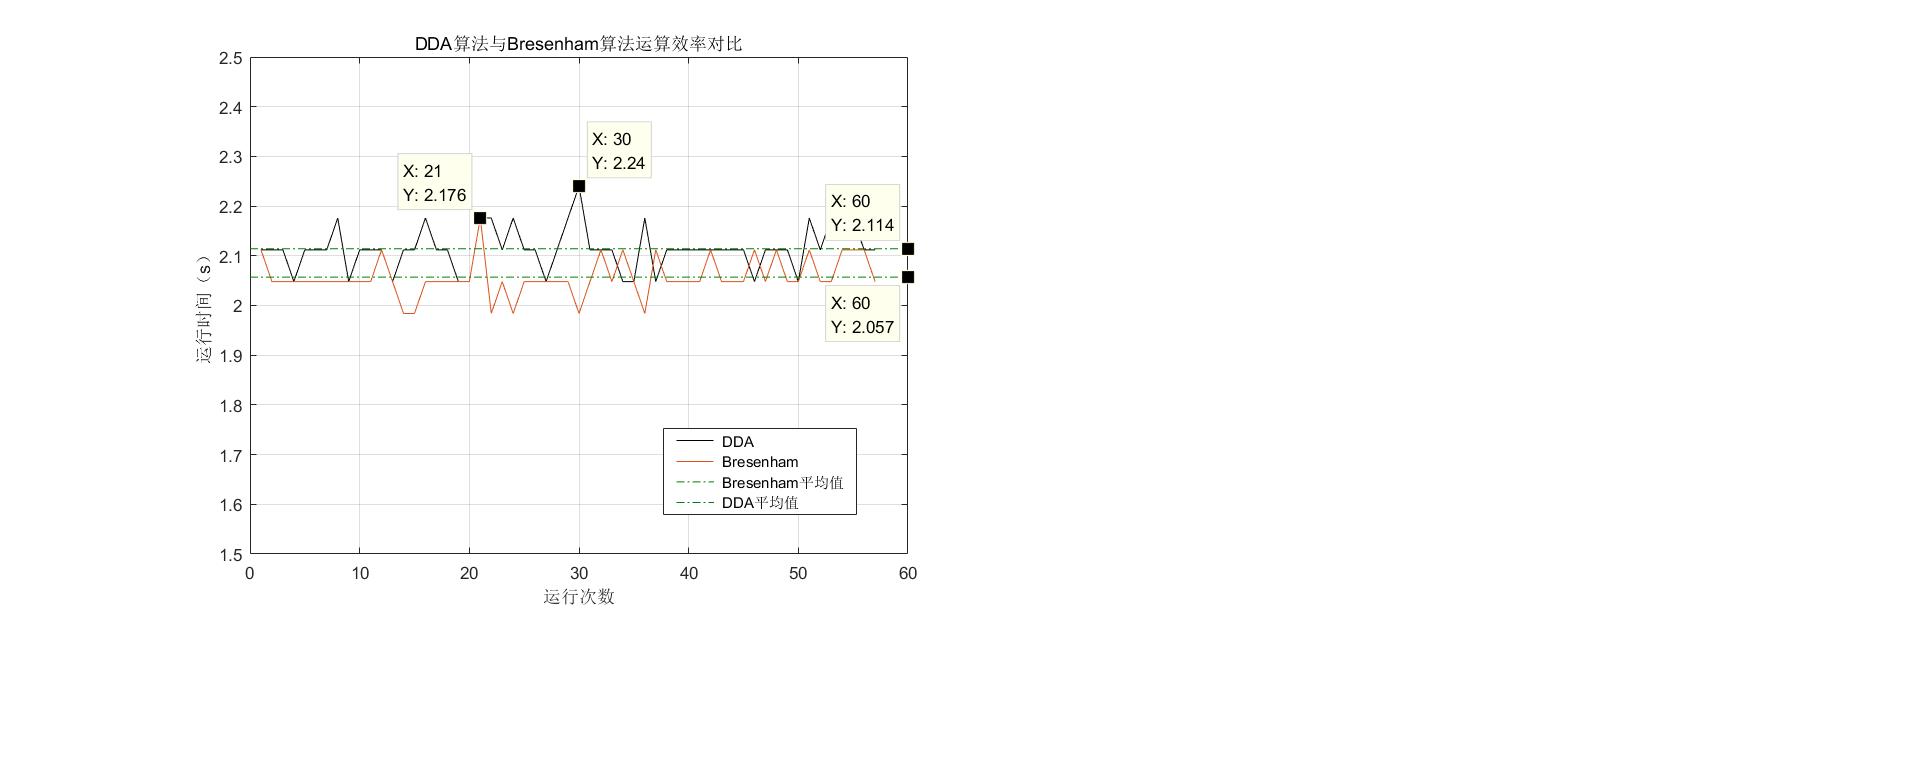 DDA算法与Bresenham算法运算效率对比
2.5
2.4
2.3
2.2
2.1
2
1.9
1.8
1.7
1.6
1.5
运行时间（s）
X: 21
Y: 2.176
X: 30
Y: 2.24
X: 60
Y: 2.114
X: 60
Y: 2.057
DDA
Bresenham
Bresenham平均值
DDA平均值
0 10 20 30 40 50 60
运行次数